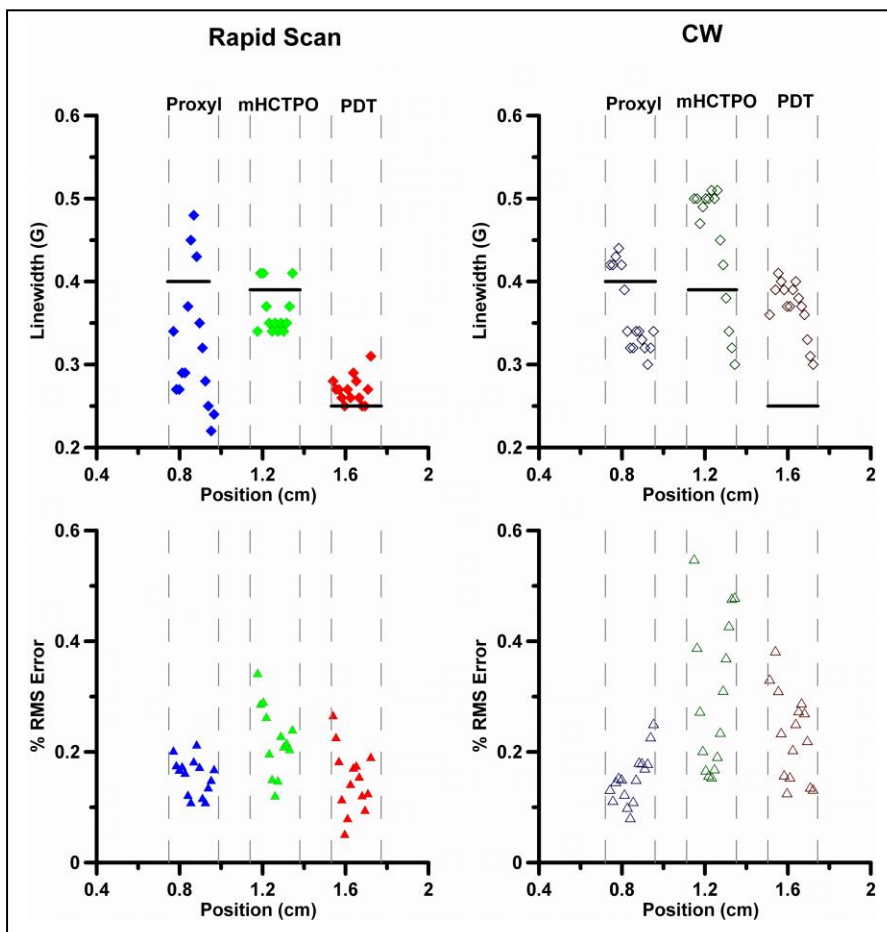 Rapid Scan CW
Proxyl mHCTPO PDT Proxyl mHCTPO PDT
0.6 0.6
0.5 0.5
Linewidth (G) Linewidth (G)
0.4 0.4
0.3 0.3
0.2 0.2
0.4 0.8 1.2 1.6 2 0.4 0.8 1.2 1.6 2
Position (cm) Position (cm)
0.6 0.6
0.4 0.4
% RMS Error % RMS Error
0.2 0.2
0 0
0.4 0.8 1.2 1.6 2 0.4 0.8 1.2 1.6 2
Position (cm) Position (cm)